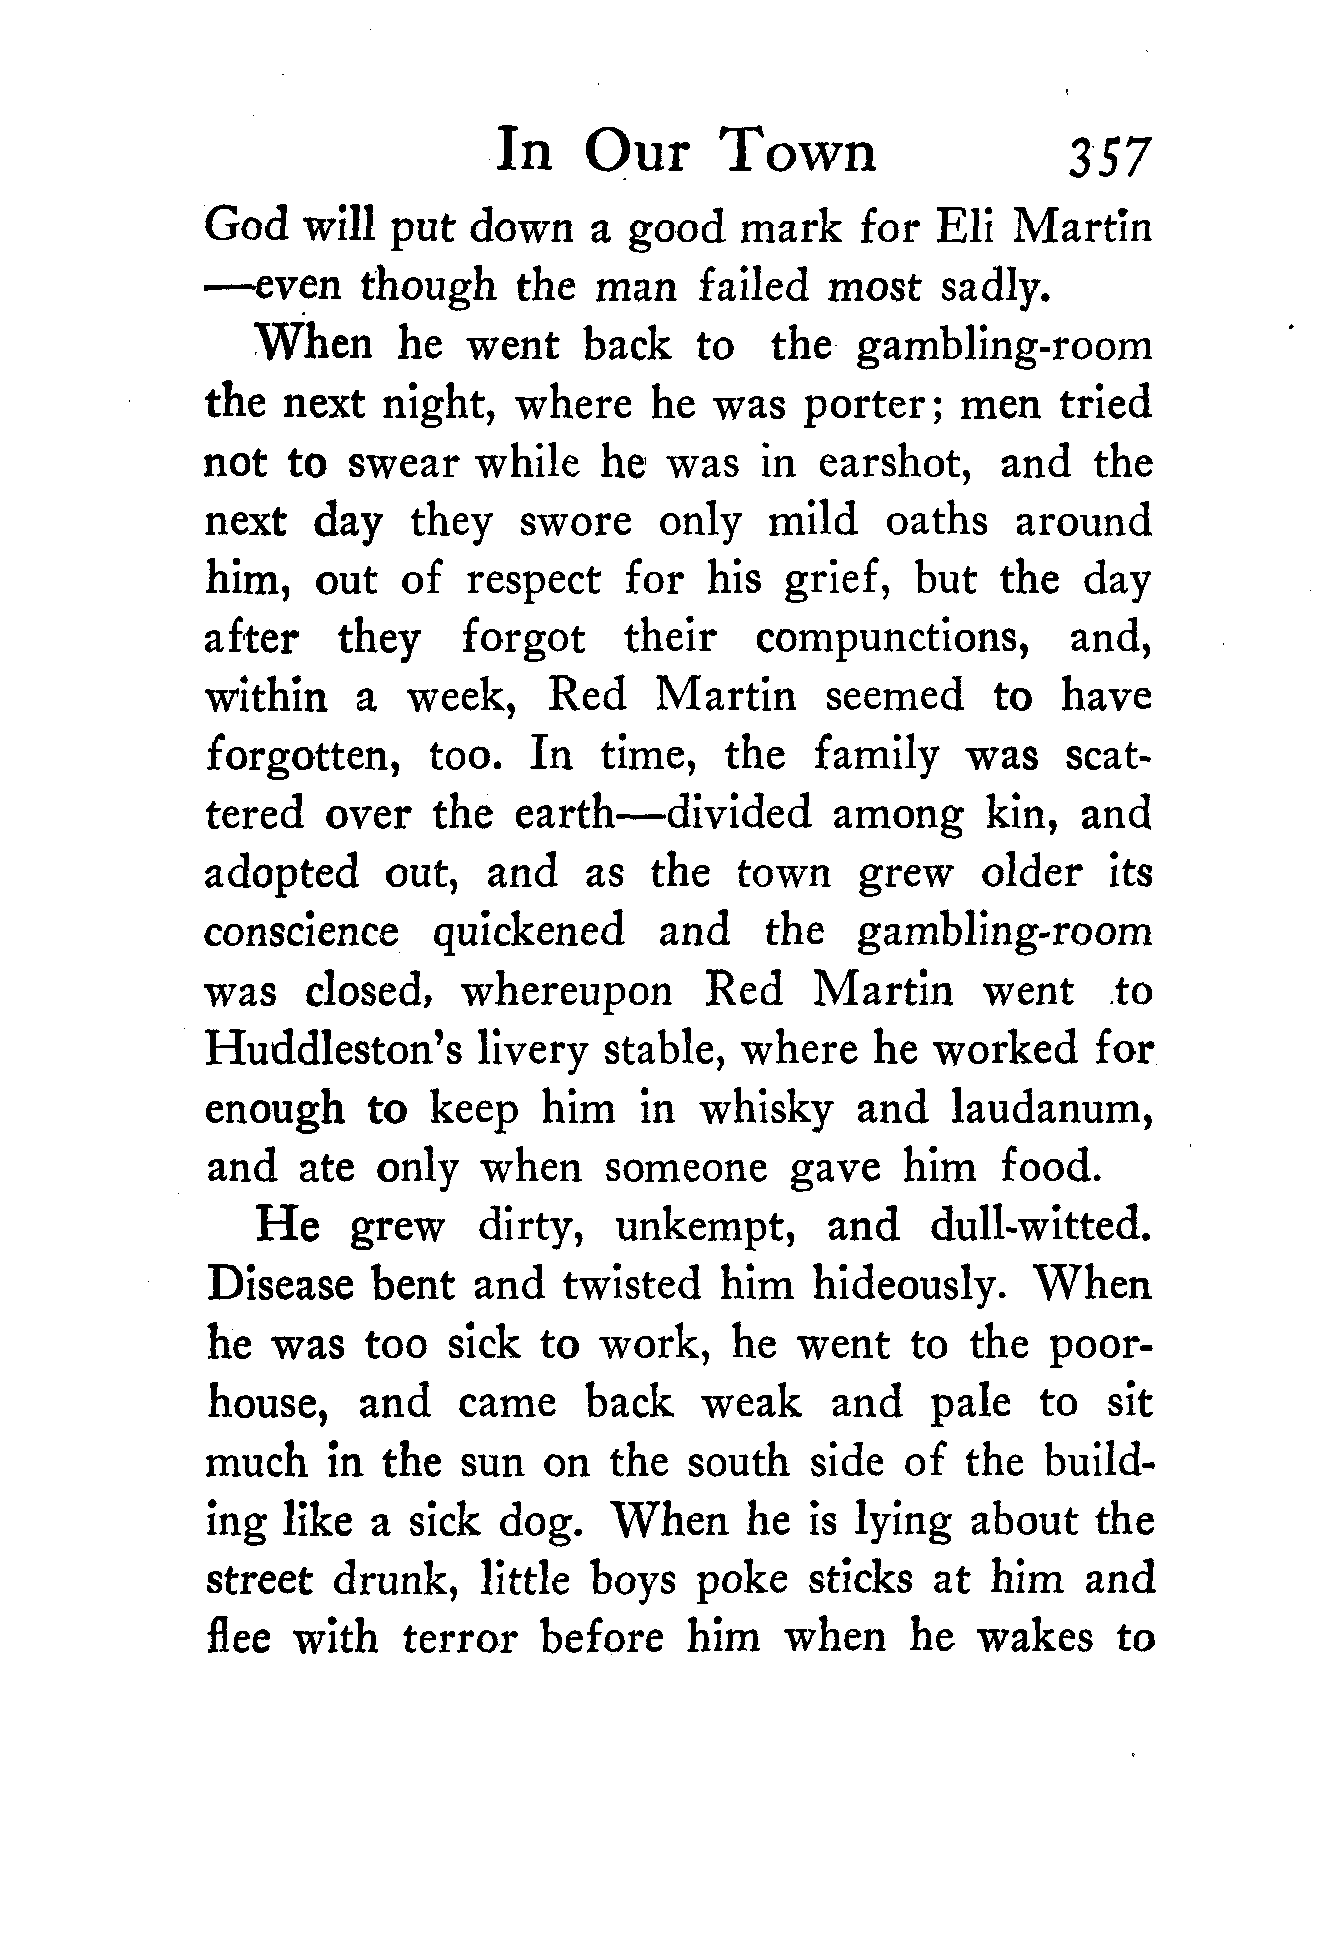 In Our Town 357
God will put down a good mark for Eli Martin
—even though the man failed most sadly.
When he went back to the gambling-room
the next night, where he was porter; men tried
not to swear while he was in earshot, and the
next day they swore only mild oaths around
him, out of respect for his grief, but the day
after they forgot their compunctions, and,
within a week, Red Martin seemed to have
forgotten, too. In time, the family was scat-
tered over the earth—divided among kin, and
adopted out, and as the town grew older its
conscience quickened and the gambling-room
was closed, whereupon Red Martin went to
Huddleston's livery stable, where he worked for
enough to keep him in whisky and laudanum,
and ate only when someone gave him food.
He grew dirty, unkempt, and dull-witted.
Disease bent and twisted him hideously. When
he was too sick to work, he went to the poor-
house, and came back weak and pale to sit
much in the sun on the south side of the build-
ing like a sick dog. When he is lying about the
street drunk, little boys poke sticks at him and
flee with terror before him when he wakes to